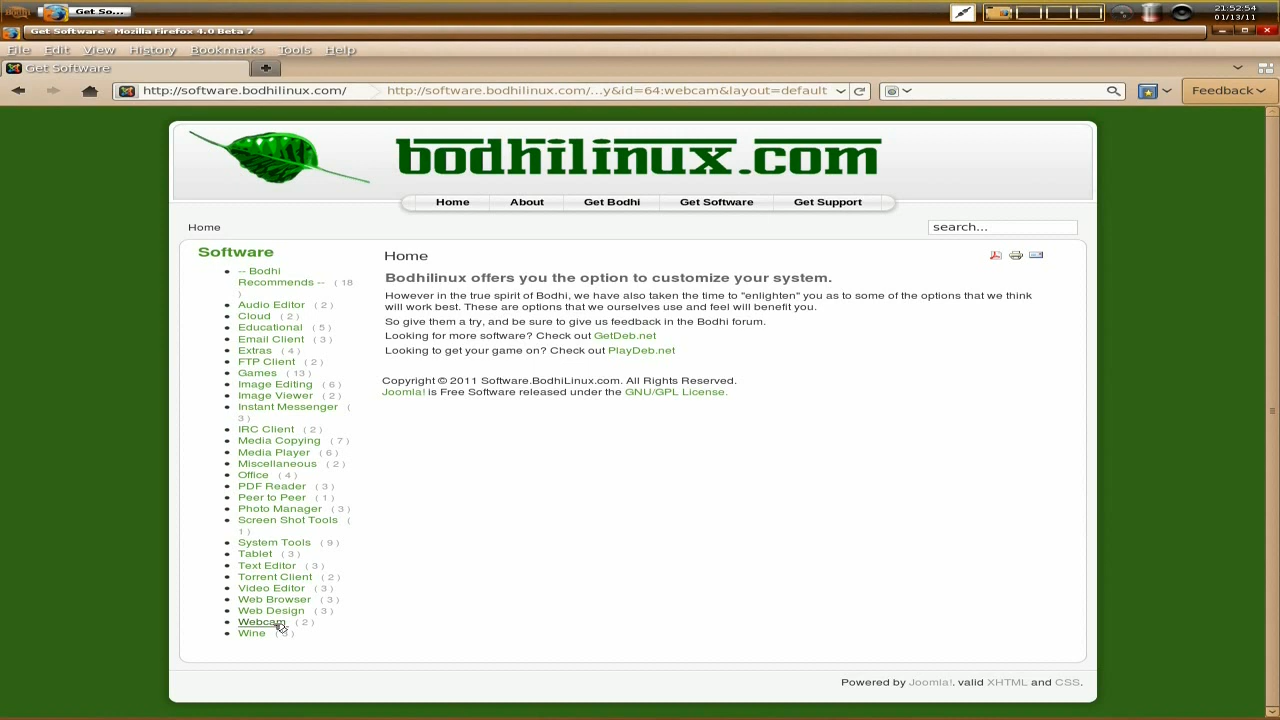 Get So...
21:52:54
01/13/11
Get Software - Mozilla Firefox 4.0 Beta 7
File Edit View History Bookmarks Tools Help
Get Software
http://software.bodhilinux.com/ http://software.bodhilinux.com/...y&id=64:webcam&layout=default Feedback
bodhilinux.com
Home About Get Bodhi Get Software Get Support
Home search...
Software
-- Bodhi
Recommends -- ( 18
)
Audio Editor ( 2 )
Cloud ( 2 )
Educational ( 5 )
Email Client ( 3 )
Extras ( 4 )
FTP Client ( 2 )
Games ( 13 )
Image Editing ( 6 )
Image Viewer ( 2 )
Instant Messenger (
3 )
IRC Client ( 2 )
Media Copying ( 7 )
Media Player ( 6 )
Miscellaneous ( 2 )
Office ( 4 )
PDF Reader ( 3 )
Peer to Peer ( 1 )
Photo Manager ( 3 )
Screen Shot Tools (
1 )
System Tools ( 9 )
Tablet ( 3 )
Text Editor ( 3 )
Torrent Client ( 2 )
Video Editor ( 3 )
Web Browser ( 3 )
Web Design ( 3 )
Webcam ( 2 )
Wine
Home
Bodhilinux offers you the option to customize your system.
However in the true spirit of Bodhi, we have also taken the time to "enlighten" you as to some of the options that we think
will work best. These are options that we ourselves use and feel will benefit you.
So give them a try, and be sure to give us feedback in the Bodhi forum.
Looking for more software? Check out GetDeb.net
Looking to get your game on? Check out PlayDeb.net
Copyright © 2011 Software.BodhiLinux.com. All Rights Reserved.
Joomla! is Free Software released under the GNU/GPL License.
Powered by Joomla!. valid XHTML and CSS.